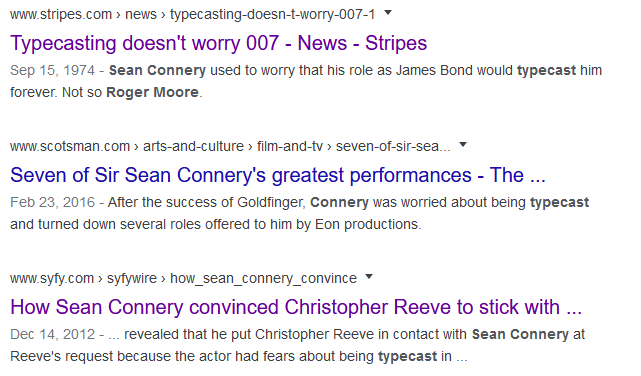 www.stripes.com › news › typecasting-doesn-t-worry-007-1
Typecasting doesn't worry 007 - News - Stripes
Sep 15, 1974 - Sean Connery used to worry that his role as James Bond would typecast him
forever. Not so Roger Moore.
www.scotsman.com › arts-and-culture › film-and-tv › seven-of-sir-sea...
Seven of Sir Sean Connery's greatest performances - The ...
Feb 23, 2016 - After the success of Goldfinger, Connery was worried about being typecast
and turned down several roles offered to him by Eon productions.
www.syfy.com › syfywire › how_sean_connery_convince
How Sean Connery convinced Christopher Reeve to stick with ...
Dec 14, 2012 - ... revealed that he put Christopher Reeve in contact with Sean Connery at
Reeve's request because the actor had fears about being typecast in ...